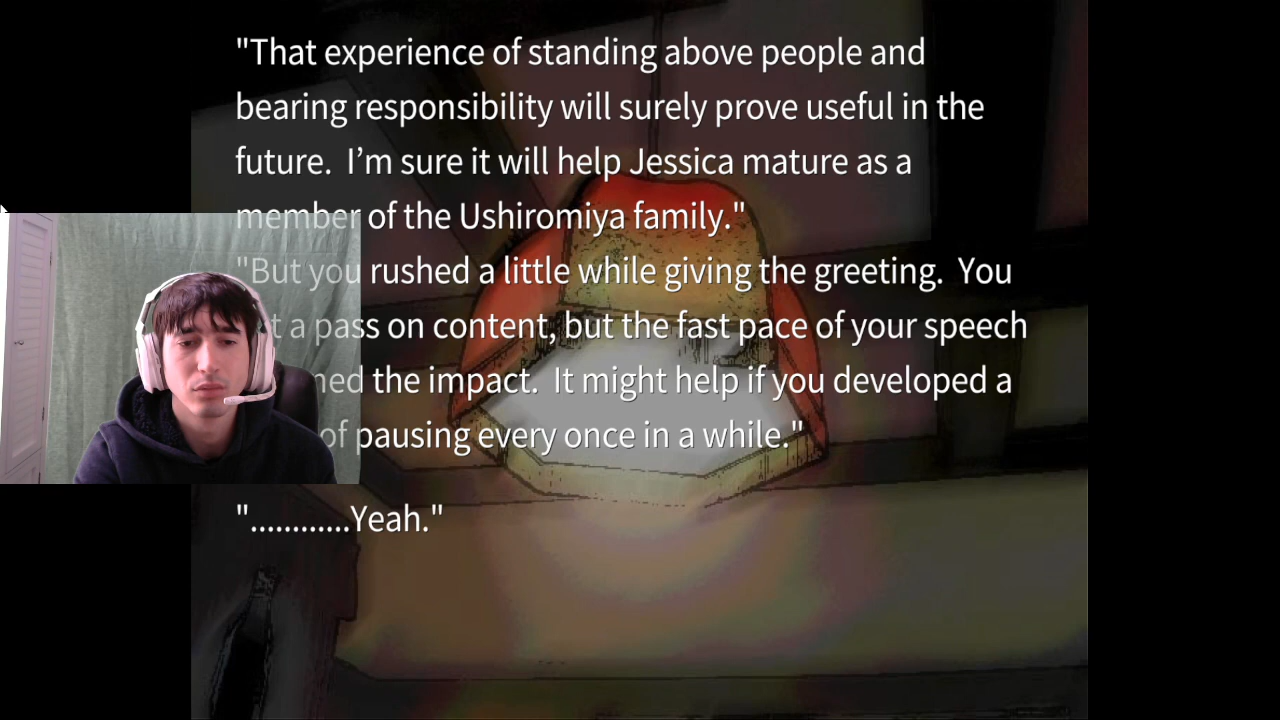 "That experience of standing above people and
bearing responsibility will surely prove useful in the
future.  I’m sure it will help Jessica mature as a
member of the Ushiromiya family."
"But you rushed a little while giving the greeting.  You
a pass on content, but the fast pace of your speech
the impact.  It might help if you developed a
of pausing every once in a while."
"............Yeah."